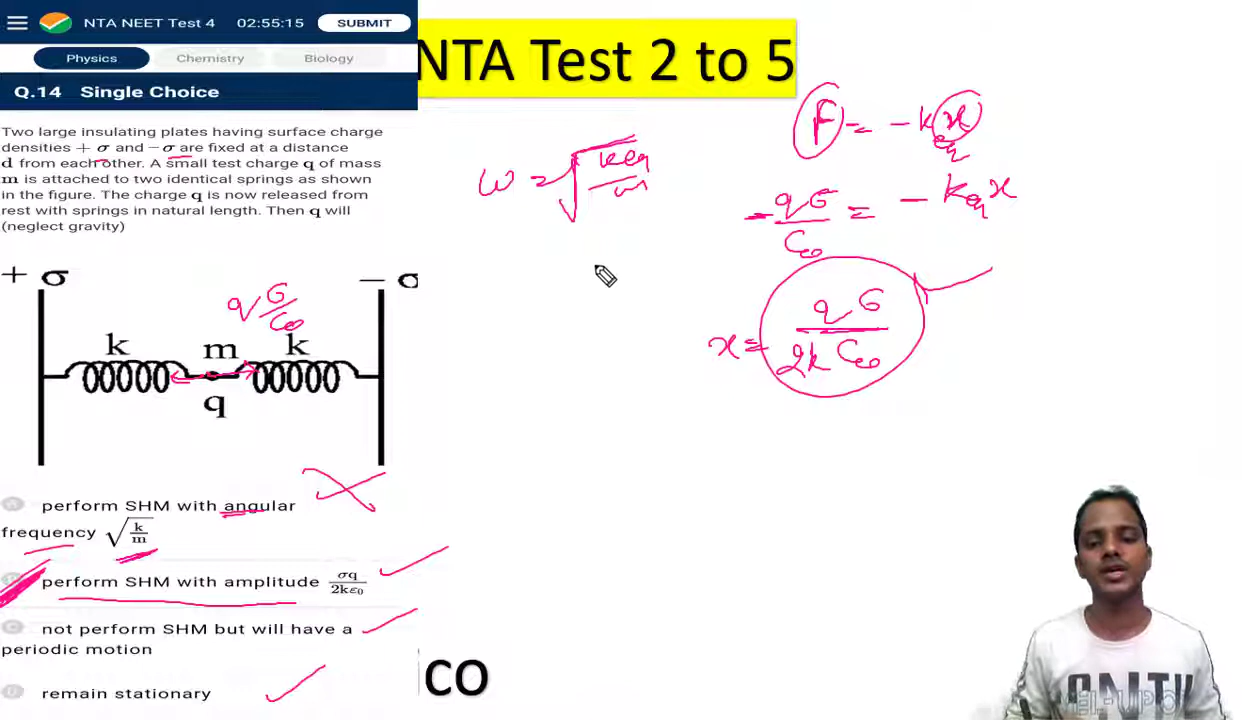 NTA NEET Test 4 02:55:15 SUBMIT
NTA Test 2 to 5
Physics Chemistry Biology
Q.14 Single Choice
Two large insulating plates having surface charge
densities + σ and −σ are fixed at a distance
d from each other. A small test charge q of mass
m is attached to two identical springs as shown
in the figure. The charge q is now released from
rest with springs in natural length. Then q will
(neglect gravity)
+ σ − σ
qσ/ε₀
k m k
q
A perform SHM with angular
frequency √(k/m)
perform SHM with amplitude σq/2kε₀
C not perform SHM but will have a
periodic motion
D remain stationary
ω = √(keq/m)
F = −keq x
−qσ/ε₀ = −keq x
x = qσ/2kε₀
co